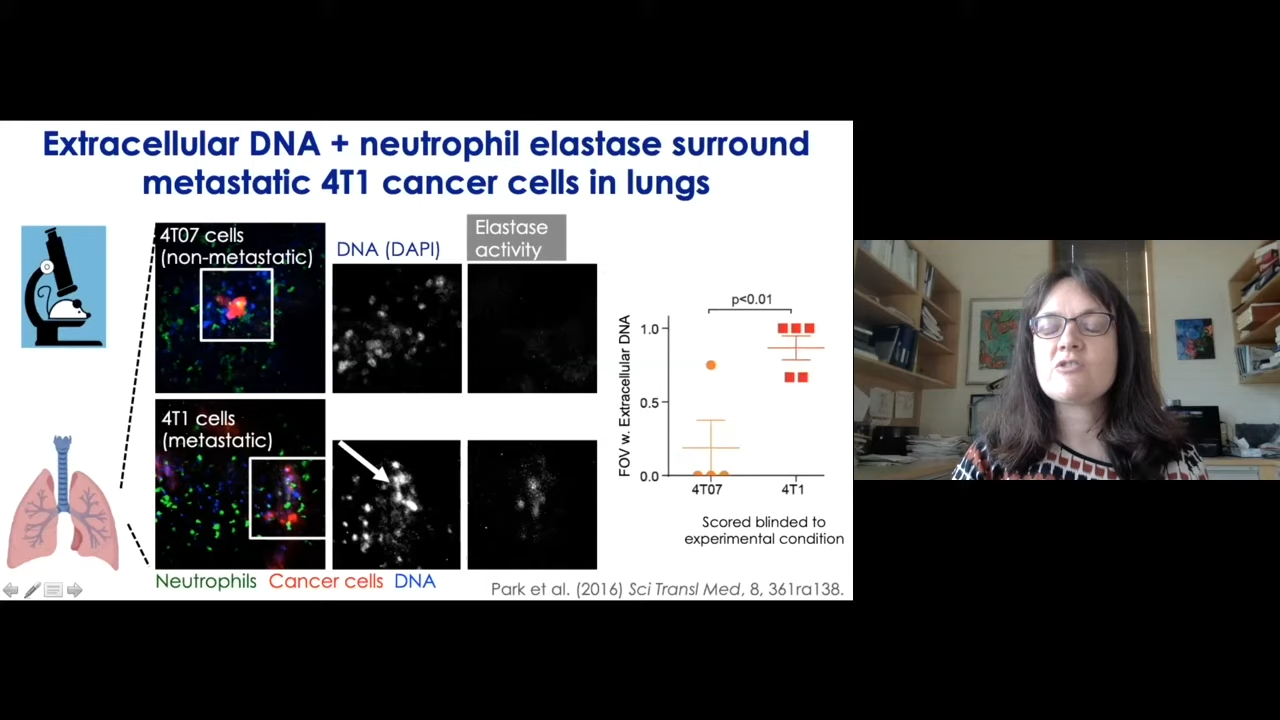 Extracellular DNA + neutrophil elastase surround
metastatic 4T1 cancer cells in lungs
4T07 cells
(non-metastatic)
DNA (DAPI)
Elastase
activity
4T1 cells
(metastatic)
Neutrophils Cancer cells DNA
FOV w. Extracellular DNA
p<0.01
1.0
0.5
0.0
4T07 4T1
Scored blinded to
experimental condition
Park et al. (2016) Sci Transl Med, 8, 361ra138.